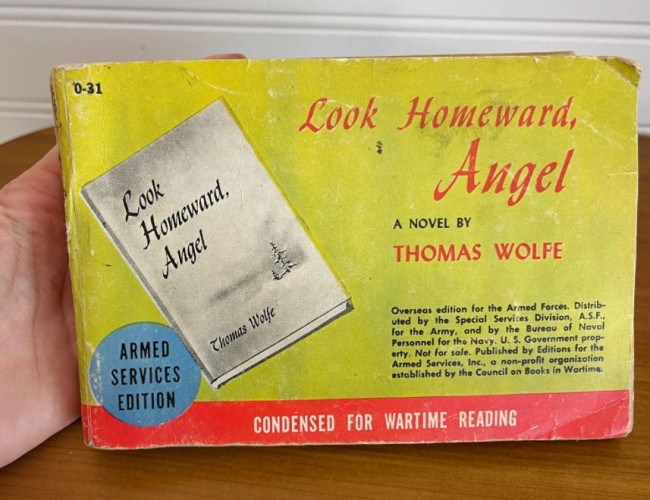 O-31
Look Homeward,
Angel
A NOVEL BY
THOMAS WOLFE
Look
Homeward,
Angel
Thomas Wolfe
Overseas edition for the Armed Forces. Distrib-
uted by the Special Services Division, A.S.F.,
for the Army, and by the Bureau of Naval
Personnel for the Navy. U. S. Government prop-
erty. Not for sale. Published by Editions for the
Armed Services, Inc., a non-profit organization
established by the Council on Books in Wartime.
ARMED
SERVICES
EDITION
CONDENSED FOR WARTIME READING